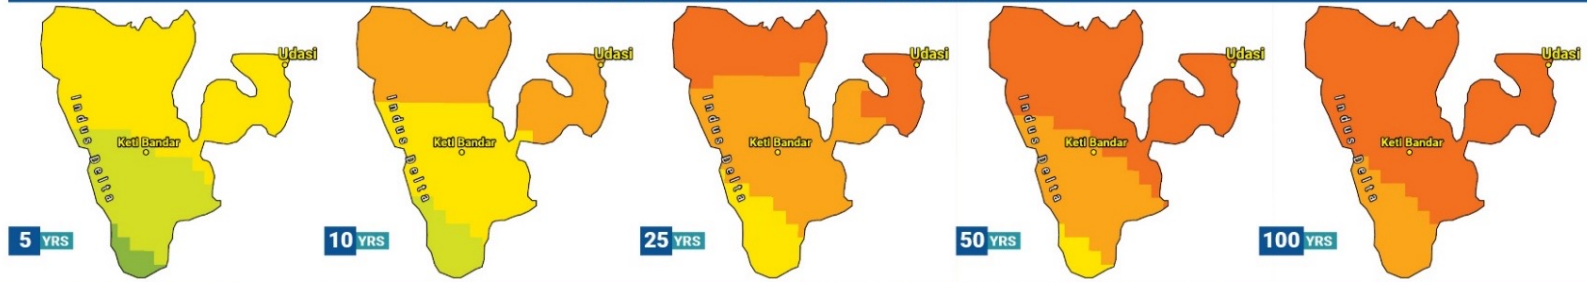 Udasi
Indus Delta
Keti Bandar
5 YRS
Udasi
Indus Delta
Keti Bandar
10 YRS
Udasi
Indus Delta
Keti Bandar
25 YRS
Udasi
Indus Delta
Keti Bandar
50 YRS
Udasi
Indus Delta
Keti Bandar
100 YRS